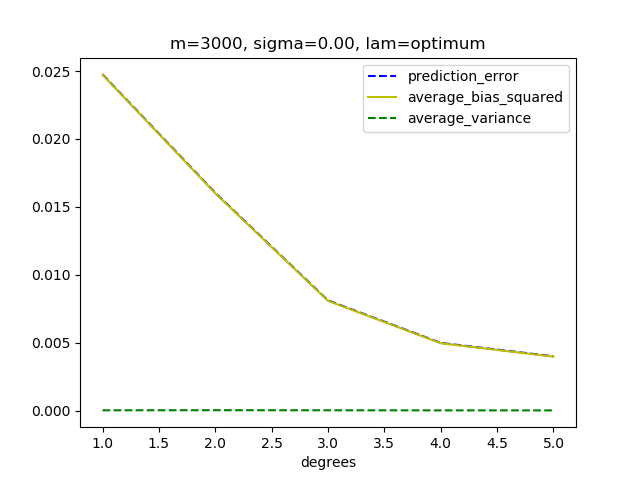 m=3000, sigma=0.00, lam=optimum
prediction_error
average_bias_squared
average_variance
0.025
0.020
0.015
0.010
0.005
0.000
1.0 1.5 2.0 2.5 3.0 3.5 4.0 4.5 5.0
degrees